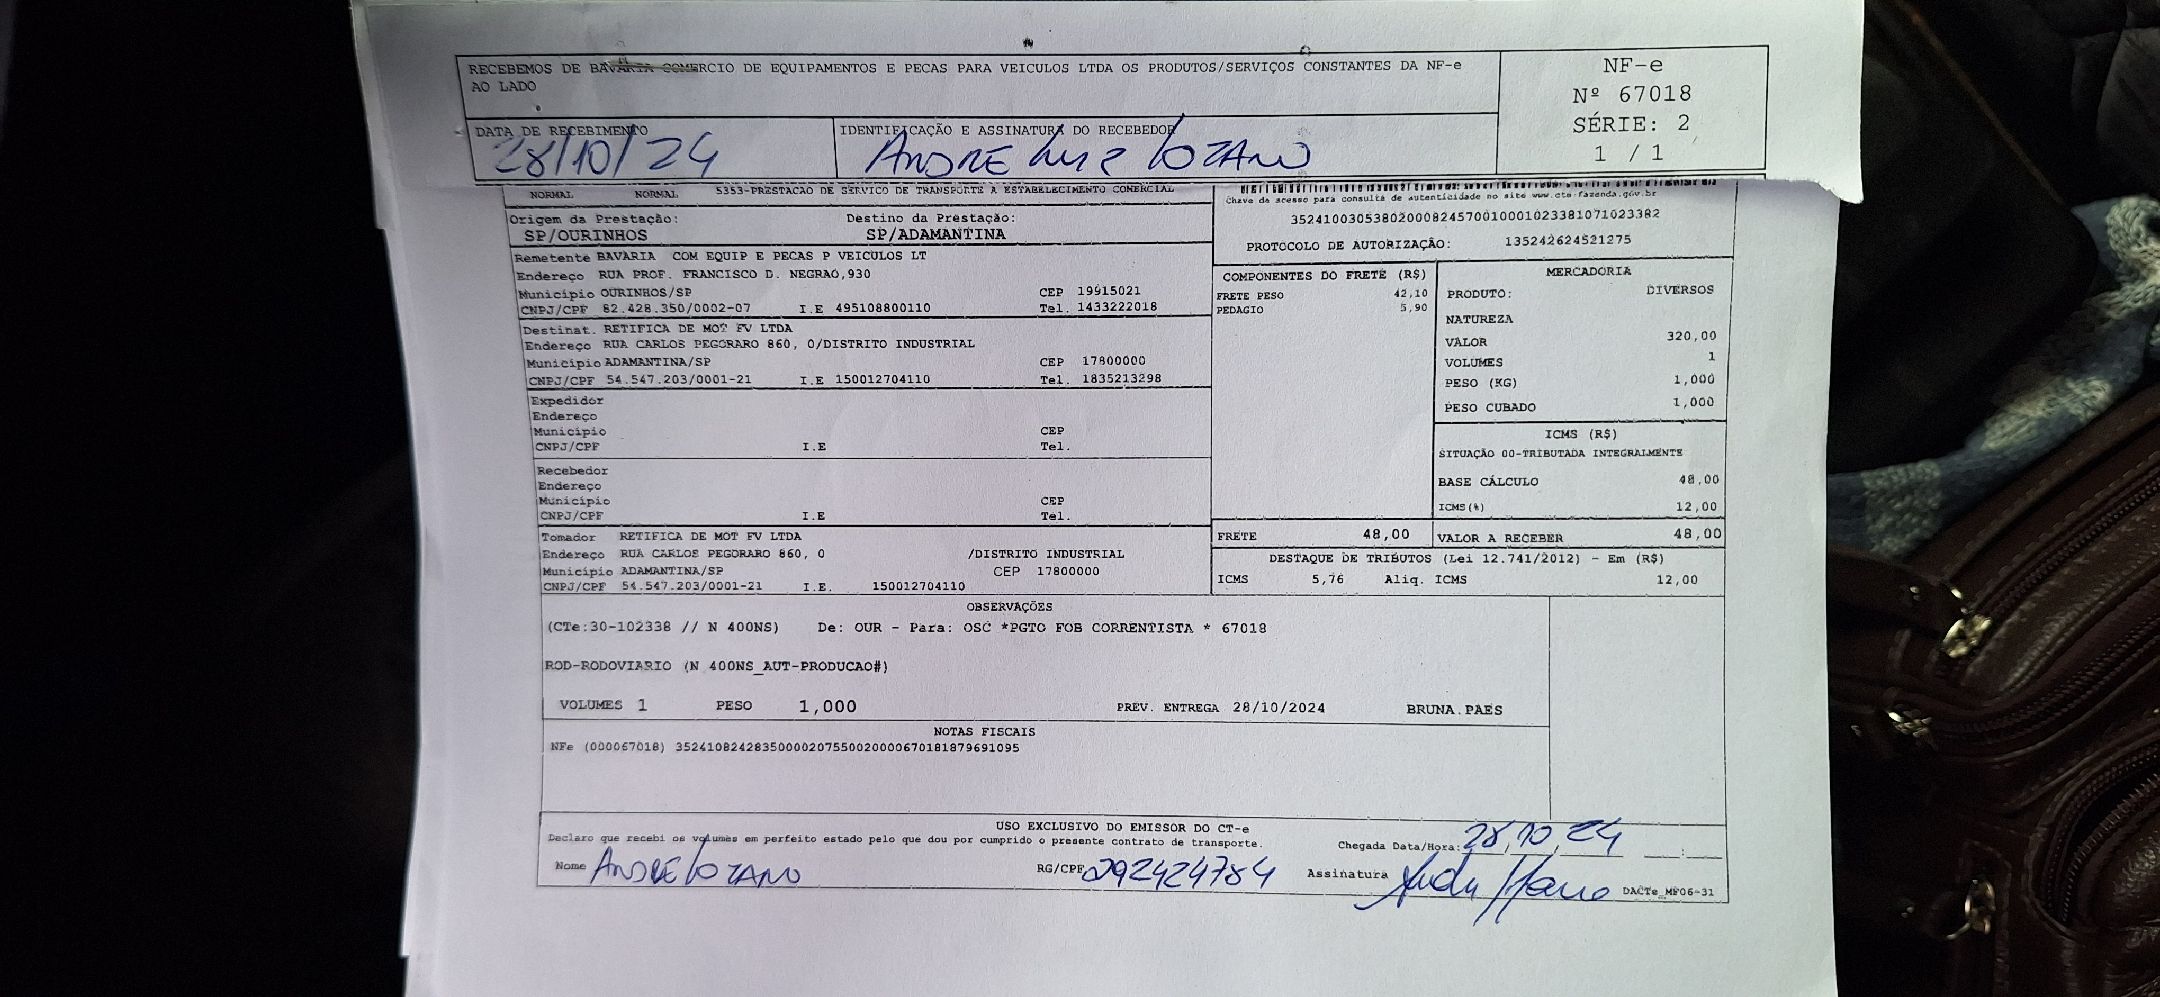 RECEBEMOS DE BAVARIA COMERCIO DE EQUIPAMENTOS E PECAS PARA VEICULOS LTDA OS PRODUTOS/SERVIÇOS CONSTANTES DA NF-e
AO LADO
NF-e
Nº 67018
SÉRIE: 2
1 / 1
DATA DE RECEBIMENTO
28/10/24
IDENTIFICAÇÃO E ASSINATURA DO RECEBEDOR
ANDRE Luiz LOZANO
NORMAL NORMAL 5353-PRESTACAO DE SERVICO DE TRANSPORTE A ESTABELECIMENTO COMERCIAL
Chave de acesso para consulta de autenticidade no site www.cte-fazenda.gov.br
35241003053802000824570010001023381071023382
PROTOCOLO DE AUTORIZAÇÃO: 135242624521275
Origem da Prestação: Destino da Prestação:
SP/OURINHOS SP/ADAMANTINA
Remetente BAVARIA COM EQUIP E PECAS P VEICULOS LT
Endereço RUA PROF. FRANCISCO D. NEGRAO,930
Município OURINHOS/SP CEP 19915021
CNPJ/CPF 82.428.350/0002-07 I.E 495108800110 Tel. 1433222018
Destinat. RETIFICA DE MOT FV LTDA
Endereço RUA CARLOS PEGORARO 860, 0/DISTRITO INDUSTRIAL
Município ADAMANTINA/SP CEP 17800000
CNPJ/CPF 54.547.203/0001-21 I.E 150012704110 Tel. 1835213298
Expedidor
Endereço
Município CEP
CNPJ/CPF I.E Tel.
Recebedor
Endereço
Município CEP
CNPJ/CPF I.E Tel.
Tomador RETIFICA DE MOT FV LTDA
Endereço RUA CARLOS PEGORARO 860, 0 /DISTRITO INDUSTRIAL
Município ADAMANTINA/SP CEP 17800000
CNPJ/CPF 54.547.203/0001-21 I.E. 150012704110
COMPONENTES DO FRETE (R$)
FRETE PESO 42,10
PEDAGIO 5,90
MERCADORIA
PRODUTO: DIVERSOS
NATUREZA
VALOR 320,00
VOLUMES 1
PESO (KG) 1,000
PESO CUBADO 1,000
ICMS (R$)
SITUAÇÃO 00-TRIBUTADA INTEGRALMENTE
BASE CÁLCULO 48,00
ICMS(%) 12,00
FRETE 48,00 VALOR A RECEBER 48,00
DESTAQUE DE TRIBUTOS (Lei 12.741/2012) - Em (R$)
ICMS 5,76 Aliq. ICMS 12,00
OBSERVAÇÕES
(CTe:30-102338 // N 400NS) De: OUR - Para: OSC *PGTO FOB CORRENTISTA * 67018
ROD-RODOVIARIO (N 400NS_AUT-PRODUCAO#)
VOLUMES 1 PESO 1,000 PREV. ENTREGA 28/10/2024 BRUNA.PAES
NOTAS FISCAIS
NFe (000067018) 35241082428350000207550020000670181879691095
USO EXCLUSIVO DO EMISSOR DO CT-e
Declaro que recebi os volumes em perfeito estado pelo que dou por cumprido o presente contrato de transporte.
Chegada Data/Hora: 28,10,24 __:__
Nome ANDRE LOZANO RG/CPF 292424784 Assinatura
DACTe_MF06-31